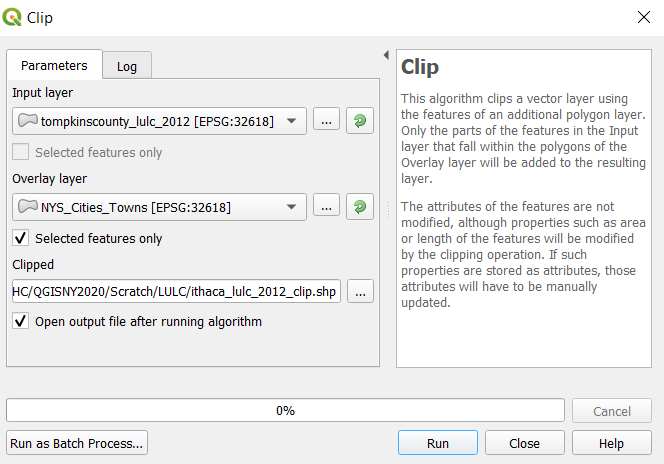 Clip
Parameters
Log
Input layer
tompkinscounty_lulc_2012 [EPSG:32618]
...
Selected features only
Overlay layer
NYS_Cities_Towns [EPSG:32618]
...
Selected features only
Clipped
HC/QGISNY2020/Scratch/LULC/ithaca_lulc_2012_clip.shp
...
Open output file after running algorithm
Clip
This algorithm clips a vector layer using
the features of an additional polygon layer.
Only the parts of the features in the Input
layer that fall within the polygons of the
Overlay layer will be added to the resulting
layer.
The attributes of the features are not
modified, although properties such as area
or length of the features will be modified
by the clipping operation. If such
properties are stored as attributes, those
attributes will have to be manually
updated.
0%
Cancel
Run as Batch Process...
Run
Close
Help